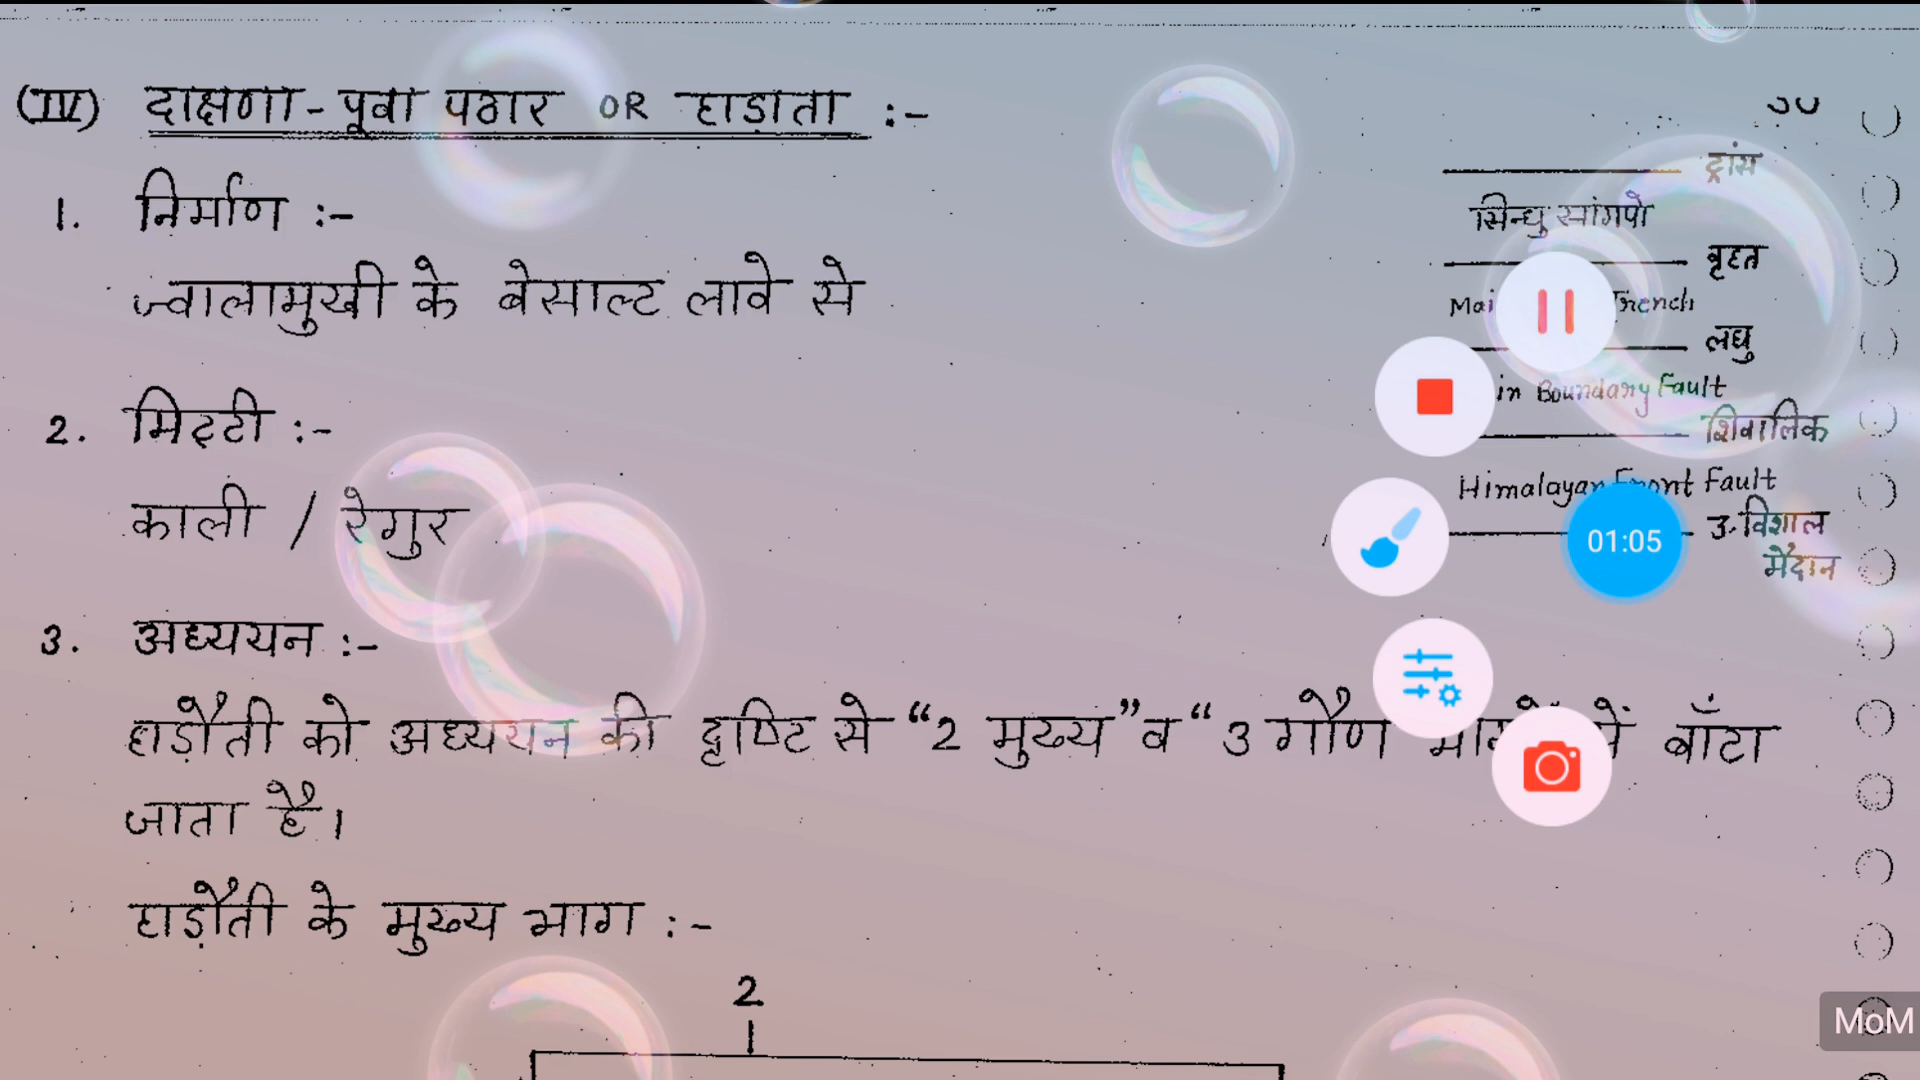 (IV) दक्षिणी - पूर्वी पठार OR हाड़ौती :-
1. निर्माण :-
ज्वालामुखी के बेसाल्ट लावे से
2. मिट्टी :-
काली / रेगुर
3. अध्ययन :-
हाड़ौती को अध्ययन की दृष्टि से “2 मुख्य” व “3 गौण में बाँटा
जाता है।
हाड़ौती के मुख्य भाग :-
2
ट्रांस
सिन्धु सांगपो
वृहत
Trench
लघु
Boundary Fault
शिवालिक
Himalayan Front Fault
उ. विशाल
मैदान
01:05
MoM